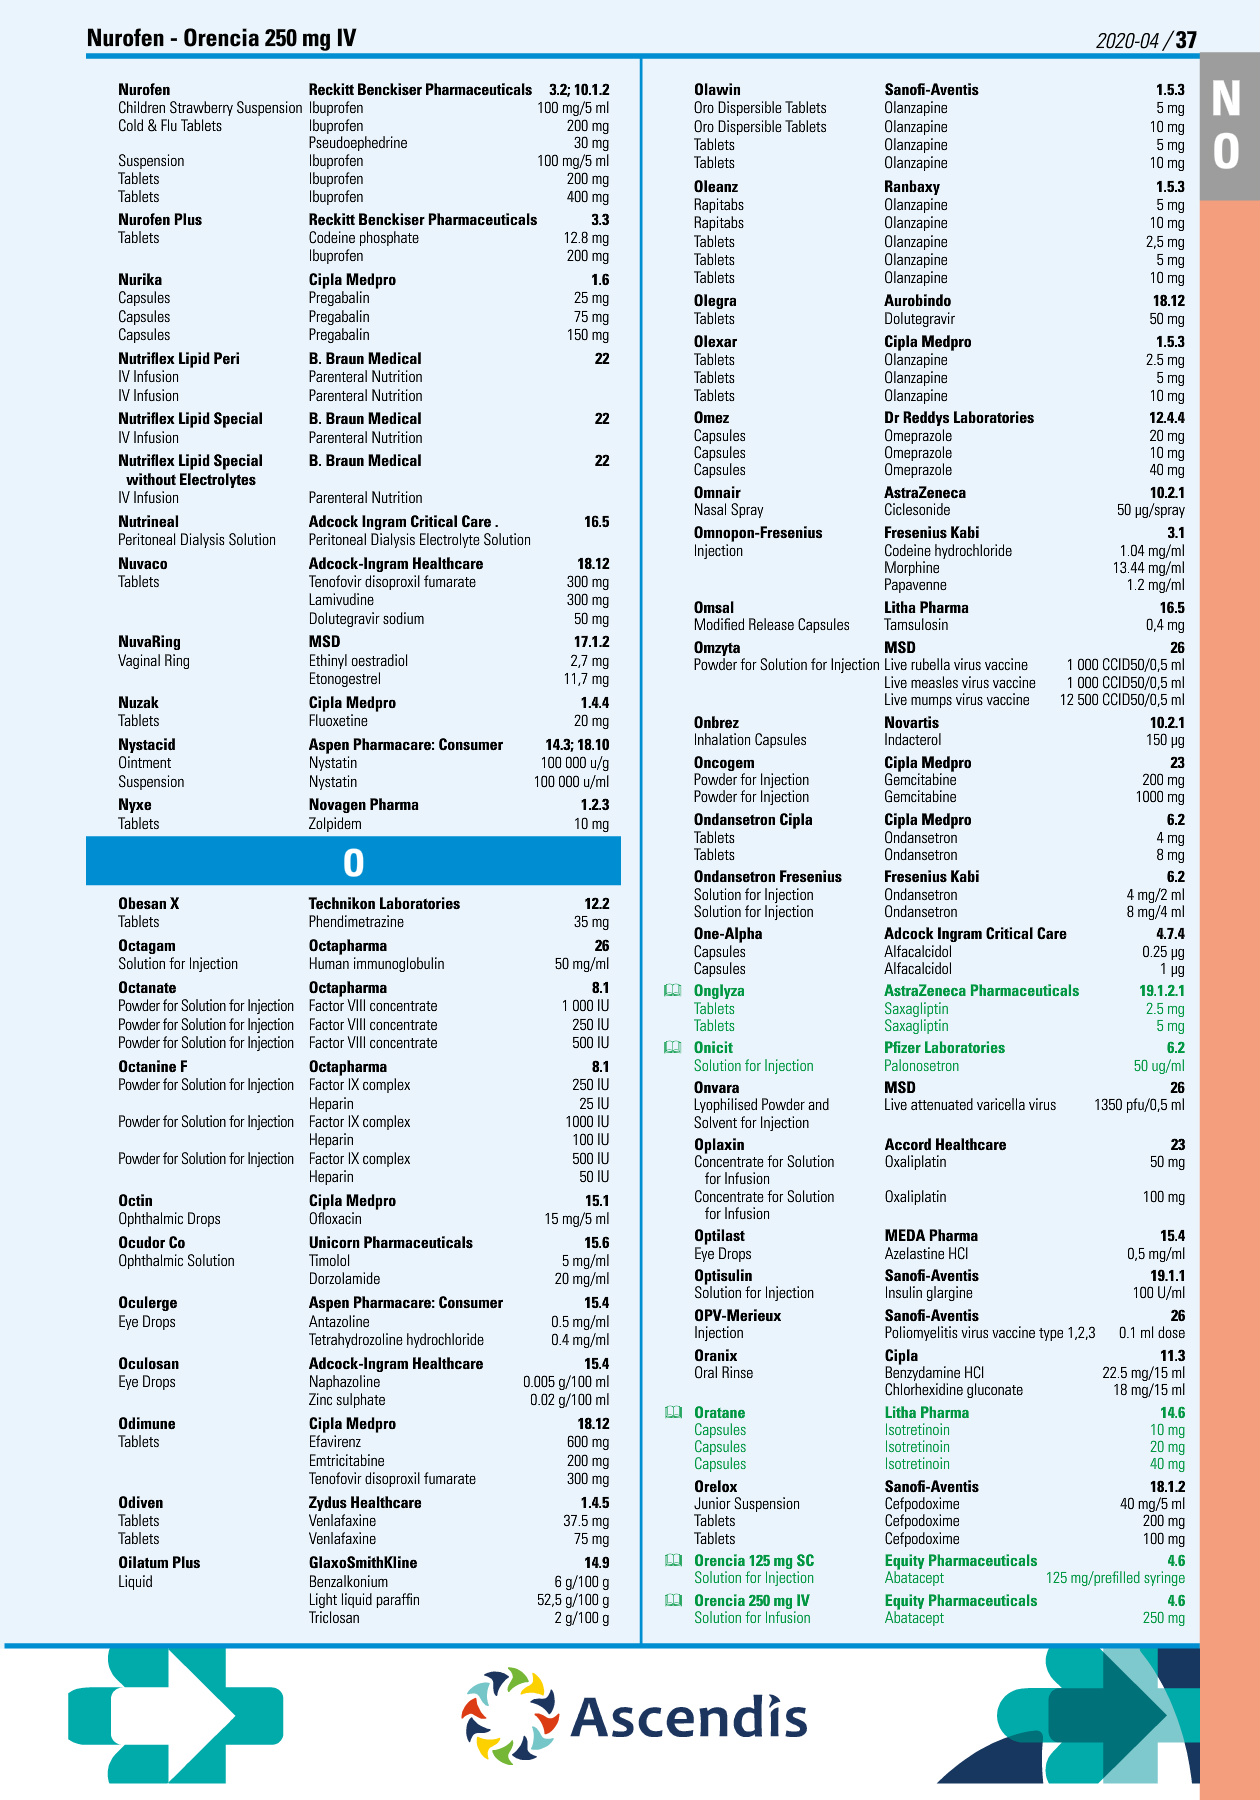 Nurofen - Orencia 250 mg IV
2020-04 / 37
Nurofen Reckitt Benckiser Pharmaceuticals 3.2; 10.1.2
Children Strawberry Suspension Ibuprofen 100 mg/5 ml
Cold & Flu Tablets Ibuprofen 200 mg
Pseudoephedrine 30 mg
Suspension Ibuprofen 100 mg/5 ml
Tablets Ibuprofen 200 mg
Tablets Ibuprofen 400 mg
Nurofen Plus Reckitt Benckiser Pharmaceuticals 3.3
Tablets Codeine phosphate 12.8 mg
Ibuprofen 200 mg
Nurika Cipla Medpro 1.6
Capsules Pregabalin 25 mg
Capsules Pregabalin 75 mg
Capsules Pregabalin 150 mg
Nutriflex Lipid Peri B. Braun Medical 22
IV Infusion Parenteral Nutrition
IV Infusion Parenteral Nutrition
Nutriflex Lipid Special B. Braun Medical 22
IV Infusion Parenteral Nutrition
Nutriflex Lipid Special B. Braun Medical 22
without Electrolytes
IV Infusion Parenteral Nutrition
Nutrineal Adcock Ingram Critical Care . 16.5
Peritoneal Dialysis Solution Peritoneal Dialysis Electrolyte Solution
Nuvaco Adcock-Ingram Healthcare 18.12
Tablets Tenofovir disoproxil fumarate 300 mg
Lamivudine 300 mg
Dolutegravir sodium 50 mg
NuvaRing MSD 17.1.2
Vaginal Ring Ethinyl oestradiol 2,7 mg
Etonogestrel 11,7 mg
Nuzak Cipla Medpro 1.4.4
Tablets Fluoxetine 20 mg
Nystacid Aspen Pharmacare: Consumer 14.3; 18.10
Ointment Nystatin 100 000 u/g
Suspension Nystatin 100 000 u/ml
Nyxe Novagen Pharma 1.2.3
Tablets Zolpidem 10 mg
O
Obesan X Technikon Laboratories 12.2
Tablets Phendimetrazine 35 mg
Octagam Octapharma 26
Solution for Injection Human immunoglobulin 50 mg/ml
Octanate Octapharma 8.1
Powder for Solution for Injection Factor VIII concentrate 1 000 IU
Powder for Solution for Injection Factor VIII concentrate 250 IU
Powder for Solution for Injection Factor VIII concentrate 500 IU
Octanine F Octapharma 8.1
Powder for Solution for Injection Factor IX complex 250 IU
Heparin 25 IU
Powder for Solution for Injection Factor IX complex 1000 IU
Heparin 100 IU
Powder for Solution for Injection Factor IX complex 500 IU
Heparin 50 IU
Octin Cipla Medpro 15.1
Ophthalmic Drops Ofloxacin 15 mg/5 ml
Ocudor Co Unicorn Pharmaceuticals 15.6
Ophthalmic Solution Timolol 5 mg/ml
Dorzolamide 20 mg/ml
Oculerge Aspen Pharmacare: Consumer 15.4
Eye Drops Antazoline 0.5 mg/ml
Tetrahydrozoline hydrochloride 0.4 mg/ml
Oculosan Adcock-Ingram Healthcare 15.4
Eye Drops Naphazoline 0.005 g/100 ml
Zinc sulphate 0.02 g/100 ml
Odimune Cipla Medpro 18.12
Tablets Efavirenz 600 mg
Emtricitabine 200 mg
Tenofovir disoproxil fumarate 300 mg
Odiven Zydus Healthcare 1.4.5
Tablets Venlafaxine 37.5 mg
Tablets Venlafaxine 75 mg
Oilatum Plus GlaxoSmithKline 14.9
Liquid Benzalkonium 6 g/100 g
Light liquid paraffin 52,5 g/100 g
Triclosan 2 g/100 g
Olawin Sanofi-Aventis 1.5.3
Oro Dispersible Tablets Olanzapine 5 mg
Oro Dispersible Tablets Olanzapine 10 mg
Tablets Olanzapine 5 mg
Tablets Olanzapine 10 mg
Oleanz Ranbaxy 1.5.3
Rapitabs Olanzapine 5 mg
Rapitabs Olanzapine 10 mg
Tablets Olanzapine 2,5 mg
Tablets Olanzapine 5 mg
Tablets Olanzapine 10 mg
Olegra Aurobindo 18.12
Tablets Dolutegravir 50 mg
Olexar Cipla Medpro 1.5.3
Tablets Olanzapine 2.5 mg
Tablets Olanzapine 5 mg
Tablets Olanzapine 10 mg
Omez Dr Reddys Laboratories 12.4.4
Capsules Omeprazole 20 mg
Capsules Omeprazole 10 mg
Capsules Omeprazole 40 mg
Omnair AstraZeneca 10.2.1
Nasal Spray Ciclesonide 50 µg/spray
Omnopon-Fresenius Fresenius Kabi 3.1
Injection Codeine hydrochloride 1.04 mg/ml
Morphine 13.44 mg/ml
Papavenne 1.2 mg/ml
Omsal Litha Pharma 16.5
Modified Release Capsules Tamsulosin 0,4 mg
Omzyta MSD 26
Powder for Solution for Injection Live rubella virus vaccine 1 000 CCID50/0,5 ml
Live measles virus vaccine 1 000 CCID50/0,5 ml
Live mumps virus vaccine 12 500 CCID50/0,5 ml
Onbrez Novartis 10.2.1
Inhalation Capsules Indacterol 150 µg
Oncogem Cipla Medpro 23
Powder for Injection Gemcitabine 200 mg
Powder for Injection Gemcitabine 1000 mg
Ondansetron Cipla Cipla Medpro 6.2
Tablets Ondansetron 4 mg
Tablets Ondansetron 8 mg
Ondansetron Fresenius Fresenius Kabi 6.2
Solution for Injection Ondansetron 4 mg/2 ml
Solution for Injection Ondansetron 8 mg/4 ml
One-Alpha Adcock Ingram Critical Care 4.7.4
Capsules Alfacalcidol 0.25 µg
Capsules Alfacalcidol 1 µg
Onglyza AstraZeneca Pharmaceuticals 19.1.2.1
Tablets Saxagliptin 2.5 mg
Tablets Saxagliptin 5 mg
Onicit Pfizer Laboratories 6.2
Solution for Injection Palonosetron 50 ug/ml
Onvara MSD 26
Lyophilised Powder and Live attenuated varicella virus 1350 pfu/0,5 ml
Solvent for Injection
Oplaxin Accord Healthcare 23
Concentrate for Solution Oxaliplatin 50 mg
for Infusion
Concentrate for Solution Oxaliplatin 100 mg
for Infusion
Optilast MEDA Pharma 15.4
Eye Drops Azelastine HCl 0,5 mg/ml
Optisulin Sanofi-Aventis 19.1.1
Solution for Injection Insulin glargine 100 U/ml
OPV-Merieux Sanofi-Aventis 26
Injection Poliomyelitis virus vaccine type 1,2,3 0.1 ml dose
Oranix Cipla 11.3
Oral Rinse Benzydamine HCl 22.5 mg/15 ml
Chlorhexidine gluconate 18 mg/15 ml
Oratane Litha Pharma 14.6
Capsules Isotretinoin 10 mg
Capsules Isotretinoin 20 mg
Capsules Isotretinoin 40 mg
Orelox Sanofi-Aventis 18.1.2
Junior Suspension Cefpodoxime 40 mg/5 ml
Tablets Cefpodoxime 200 mg
Tablets Cefpodoxime 100 mg
Orencia 125 mg SC Equity Pharmaceuticals 4.6
Solution for Injection Abatacept 125 mg/prefilled syringe
Orencia 250 mg IV Equity Pharmaceuticals 4.6
Solution for Infusion Abatacept 250 mg
N
O
Ascendis